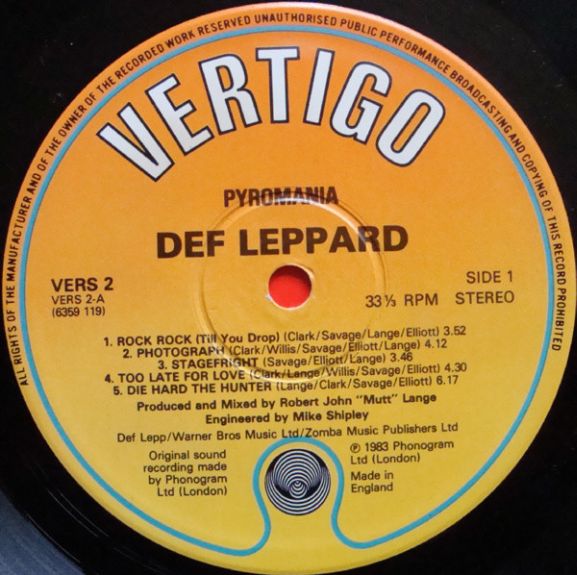 ALL RIGHTS OF THE MANUFACTURER AND OF THE OWNER OF THE RECORDED WORK RESERVED UNAUTHORISED PUBLIC PERFORMANCE BROADCASTING AND COPYING OF THIS RECORD PROHIBITED
VERTIGO
PYROMANIA
DEF LEPPARD
VERS 2
VERS 2-A
(6359 119)
SIDE 1
33⅓ RPM STEREO
1. ROCK ROCK (Till You Drop) (Clark/Savage/Lange/Elliott) 3.52
2. PHOTOGRAPH (Clark/Willis/Savage/Elliott/Lange) 4.12
3. STAGEFRIGHT (Savage/Elliott/Lange) 3.46
4. TOO LATE FOR LOVE (Clark/Lange/Willis/Savage/Elliott) 4.30
5. DIE HARD THE HUNTER (Lange/Clark/Savage/Elliott) 6.17
Produced and Mixed by Robert John "Mutt" Lange
Engineered by Mike Shipley
Def Lepp/Warner Bros Music Ltd/Zomba Music Publishers Ltd
Original sound
recording made
by Phonogram
Ltd (London)
℗ 1983 Phonogram
Ltd (London)
Made in
England